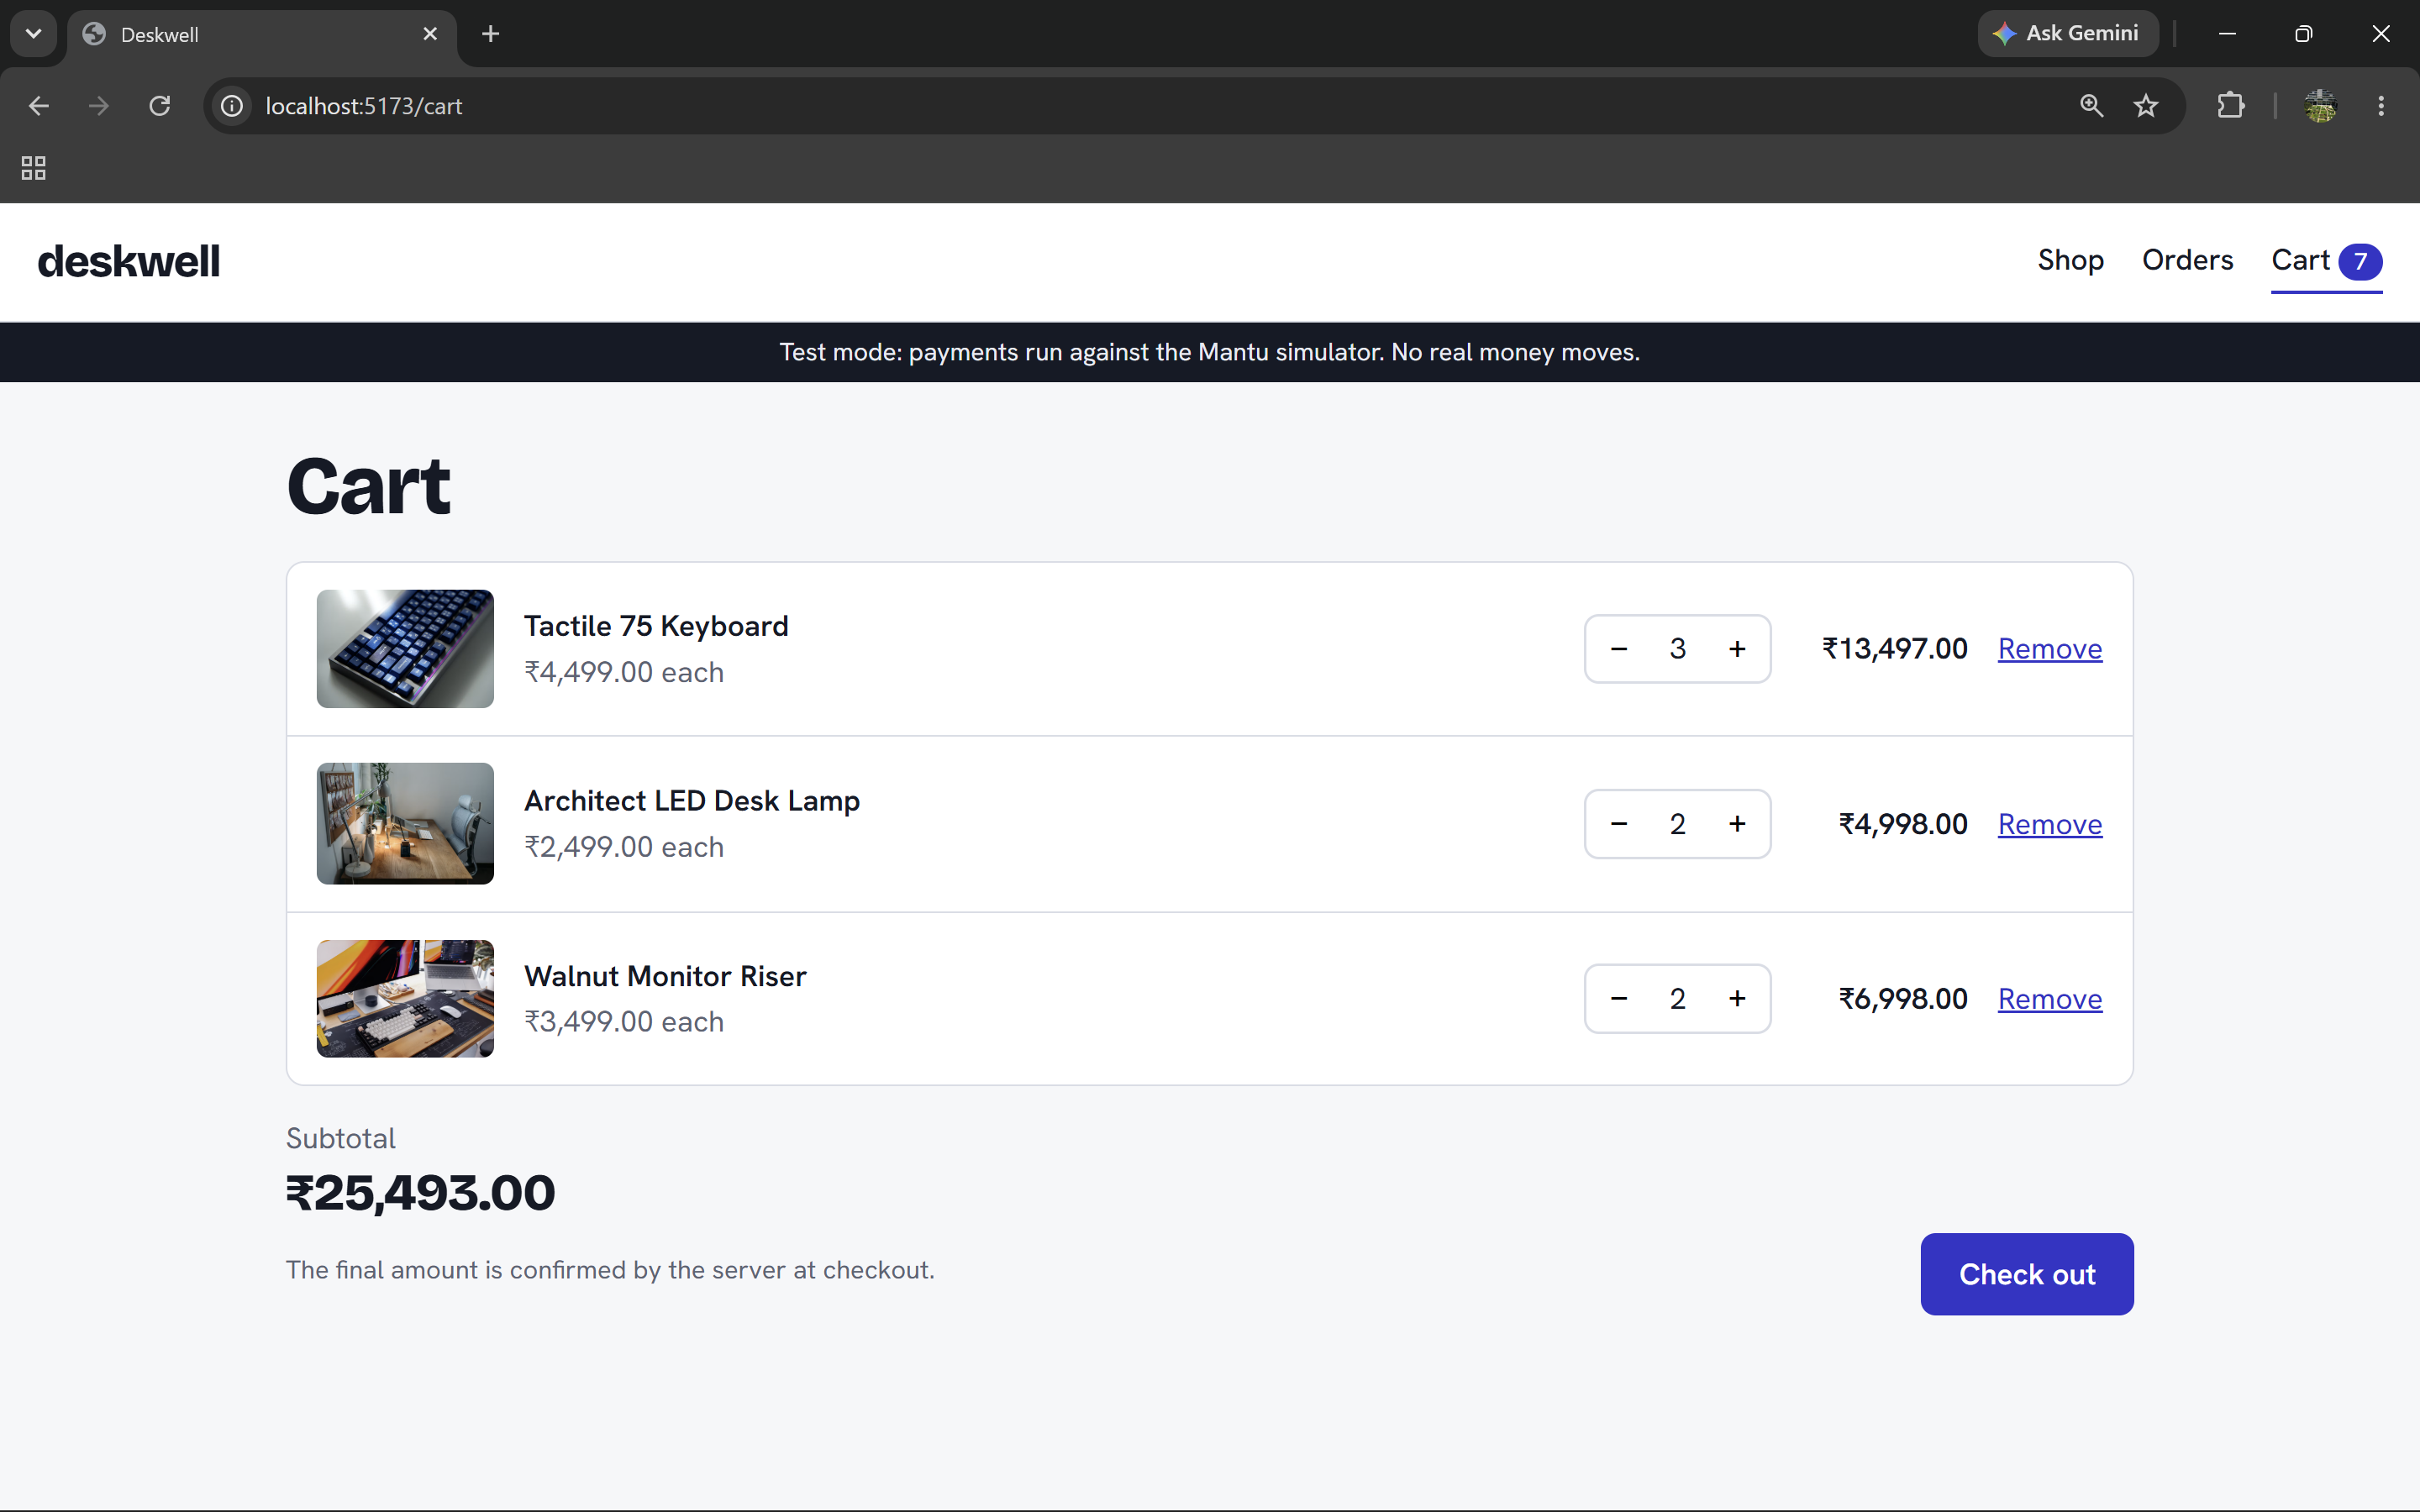 Deskwell
Ask Gemini
localhost:5173/cart
deskwell
Shop Orders Cart 7
Test mode: payments run against the Mantu simulator. No real money moves.
Cart
Tactile 75 Keyboard
₹4,499.00 each
− 3 + ₹13,497.00 Remove
Architect LED Desk Lamp
₹2,499.00 each
− 2 + ₹4,998.00 Remove
Walnut Monitor Riser
₹3,499.00 each
− 2 + ₹6,998.00 Remove
Subtotal
₹25,493.00
The final amount is confirmed by the server at checkout.
Check out